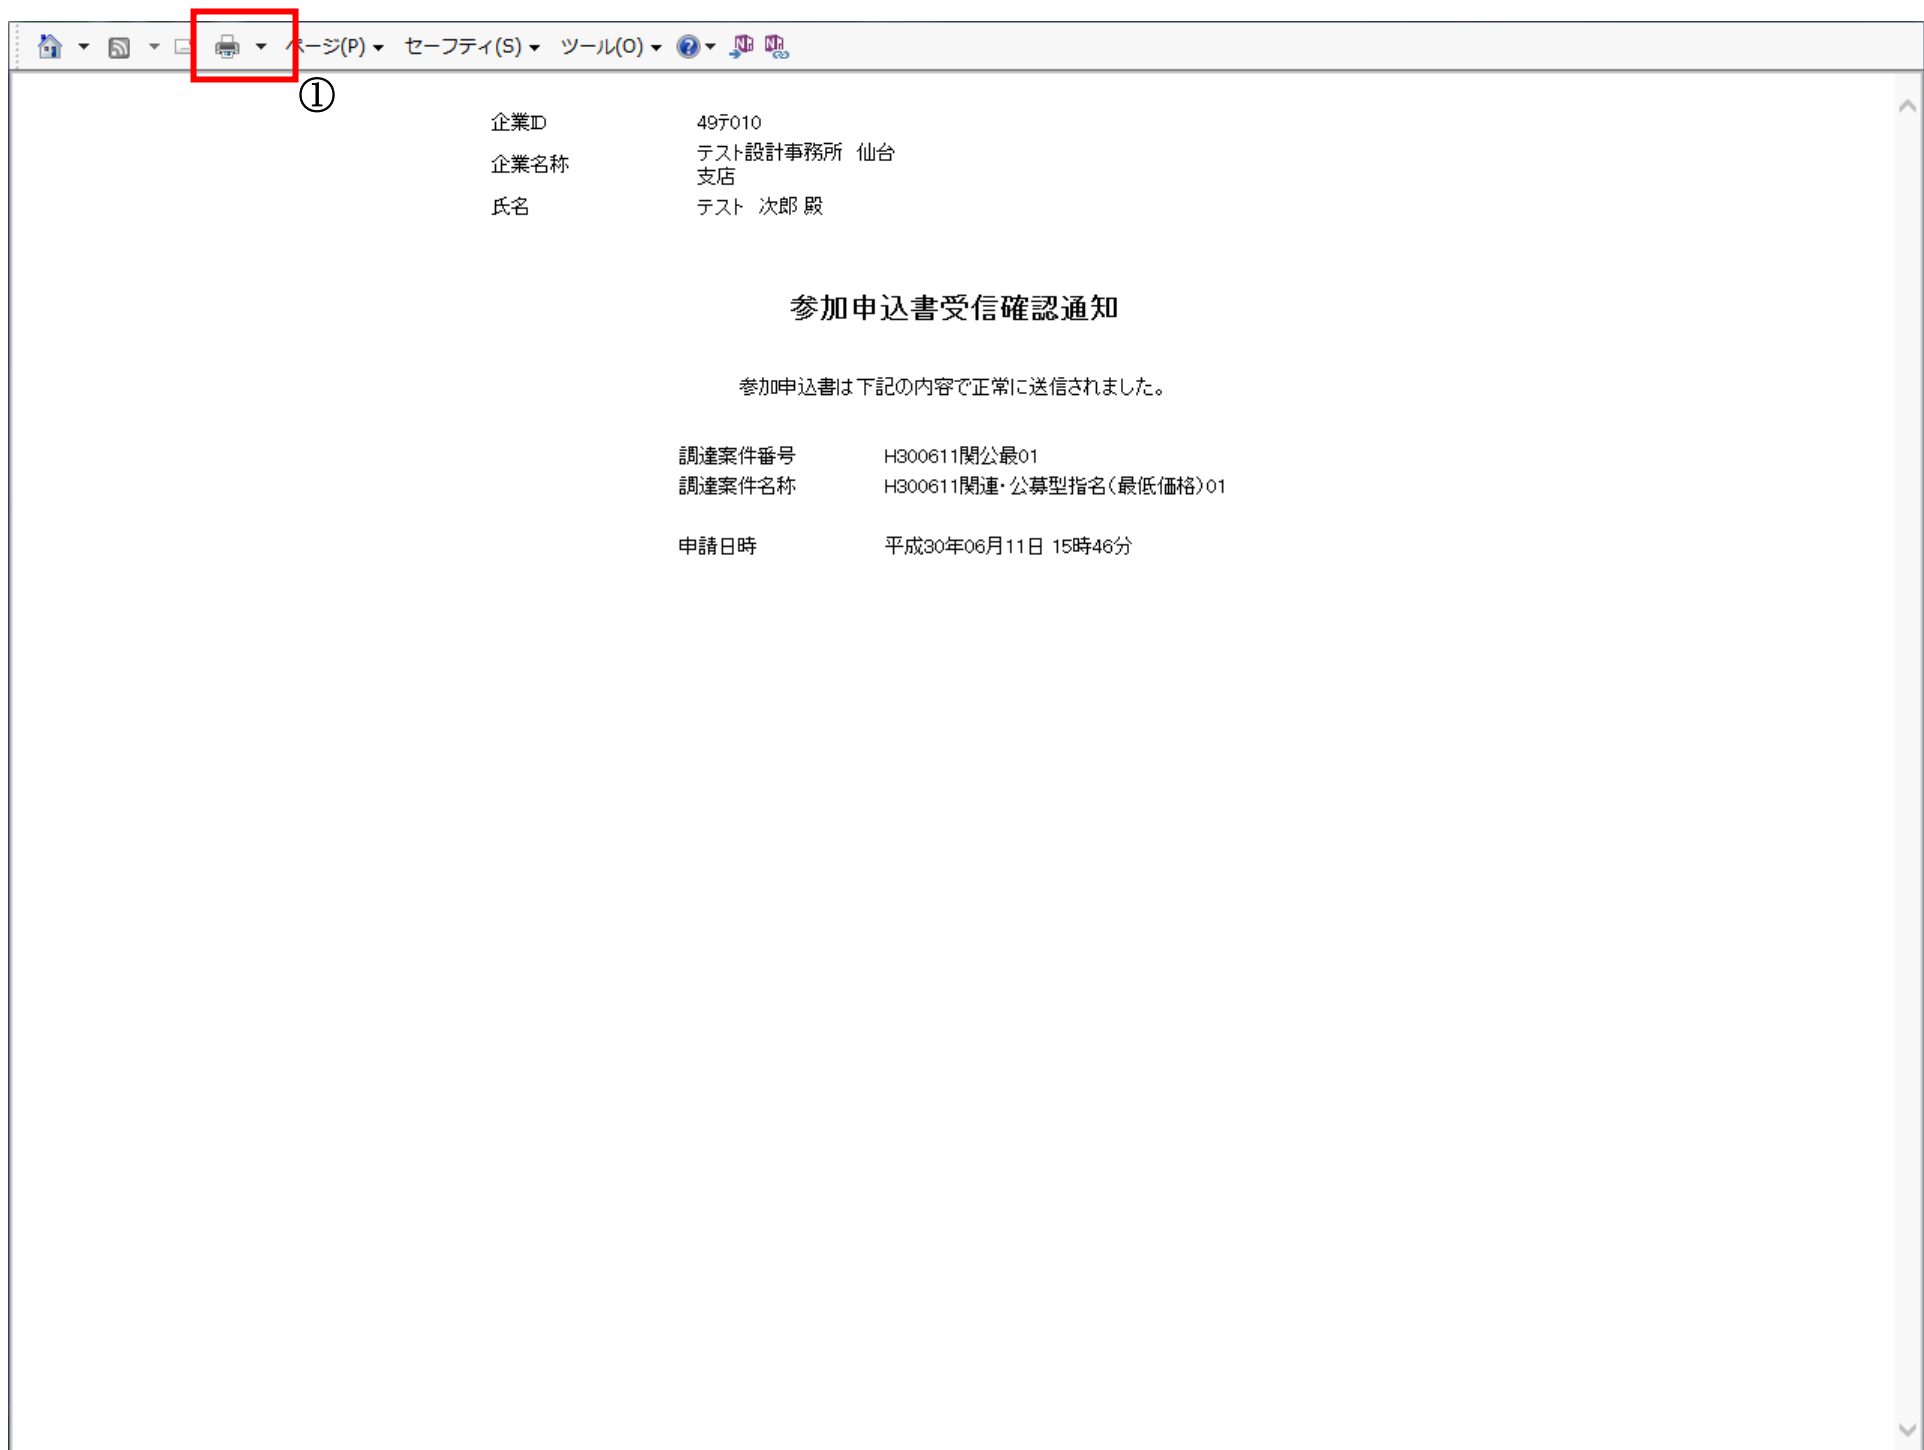 ページ(P) セーフティ(S) ツール(O)
①
企業ID 49テ010
企業名称 テスト設計事務所 仙台
支店
氏名 テスト 次郎 殿
参加申込書受信確認通知
参加申込書は下記の内容で正常に送信されました。
調達案件番号 H300611関公最01
調達案件名称 H300611関連・公募型指名(最低価格)01
申請日時 平成30年06月11日 15時46分